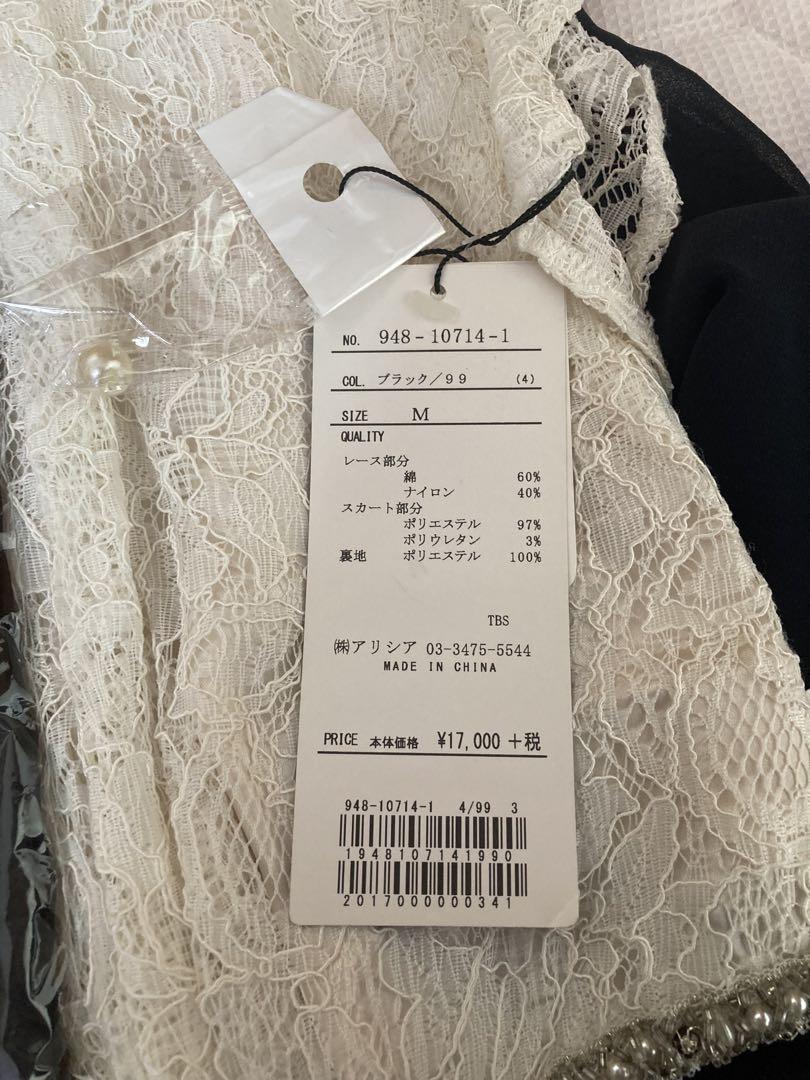 NO. 948-10714-1
COL. ブラック／９９ (4)
SIZE M
QUALITY
レース部分
綿 60%
ナイロン 40%
スカート部分
ポリエステル 97%
ポリウレタン 3%
裏地 ポリエステル 100%
TBS
㈱アリシア 03-3475-5544
MADE IN CHINA
PRICE 本体価格 ¥17,000 +税
948-10714-1 4/99 3
1948107141990
2017000000341